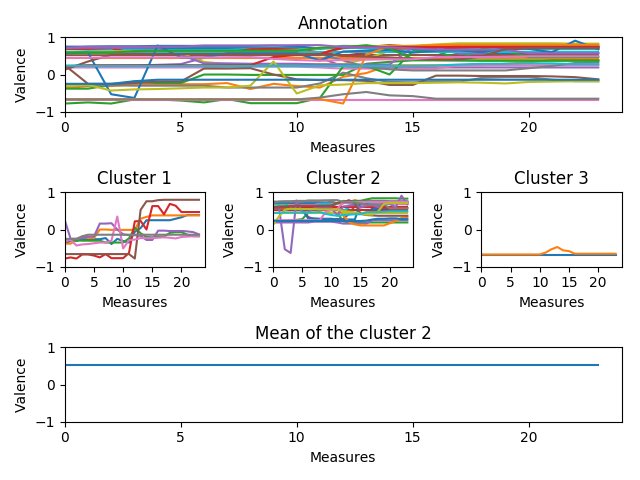 Annotation
Valence
1
0
−1
0 5 10 15 20
Measures
Cluster 1 Cluster 2 Cluster 3
Valence Valence Valence
1 1 1
0 0 0
−1 −1 −1
0 5 10 15 20 0 5 10 15 20 0 5 10 15 20
Measures Measures Measures
Mean of the cluster 2
Valence
1
0
−1
0 5 10 15 20
Measures